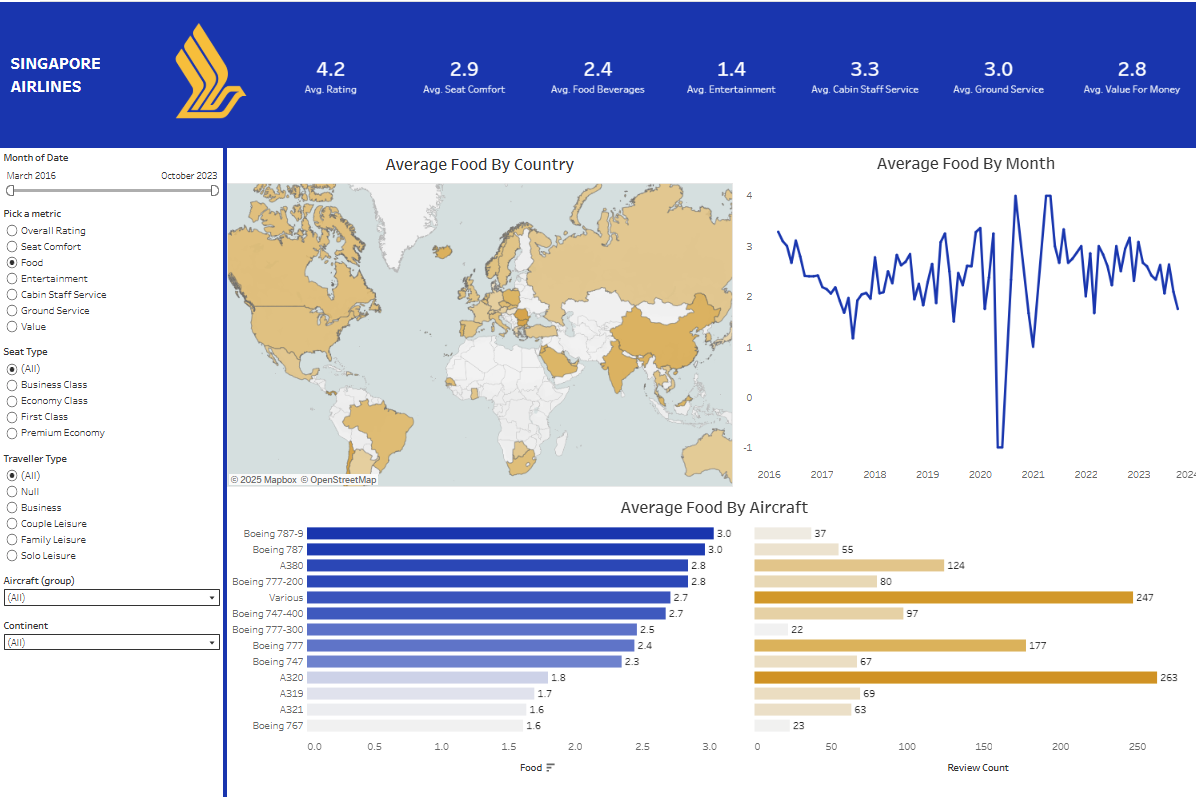 SINGAPORE
AIRLINES
4.2
Avg. Rating
2.9
Avg. Seat Comfort
2.4
Avg. Food Beverages
1.4
Avg. Entertainment
3.3
Avg. Cabin Staff Service
3.0
Avg. Ground Service
2.8
Avg. Value For Money
Month of Date
March 2016 October 2023
Pick a metric
Overall Rating
Seat Comfort
Food
Entertainment
Cabin Staff Service
Ground Service
Value
Seat Type
(All)
Business Class
Economy Class
First Class
Premium Economy
Traveller Type
(All)
Null
Business
Couple Leisure
Family Leisure
Solo Leisure
Aircraft (group)
(All)
Continent
(All)
Average Food By Country
© 2025 Mapbox © OpenStreetMap
Average Food By Month
4
3
2
1
0
-1
2016 2017 2018 2019 2020 2021 2022 2023 2024
Average Food By Aircraft
Boeing 787-9 3.0 37
Boeing 787 3.0 55
A380 2.8 124
Boeing 777-200 2.8 80
Various 2.7 247
Boeing 747-400 2.7 97
Boeing 777-300 2.5 22
Boeing 777 2.4 177
Boeing 747 2.3 67
A320 1.8 263
A319 1.7 69
A321 1.6 63
Boeing 767 1.6 23
0.0 0.5 1.0 1.5 2.0 2.5 3.0 0 50 100 150 200 250
Food Review Count